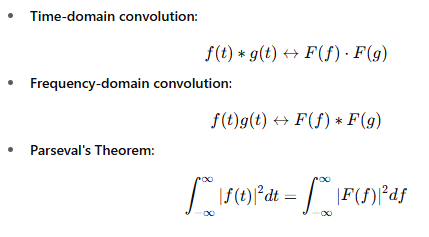 • Time-domain convolution:
f(t) * g(t) ↔ F(f) · F(g)
• Frequency-domain convolution:
f(t)g(t) ↔ F(f) * F(g)
• Parseval's Theorem:
∫_{-∞}^{∞} |f(t)|² dt = ∫_{-∞}^{∞} |F(f)|² df